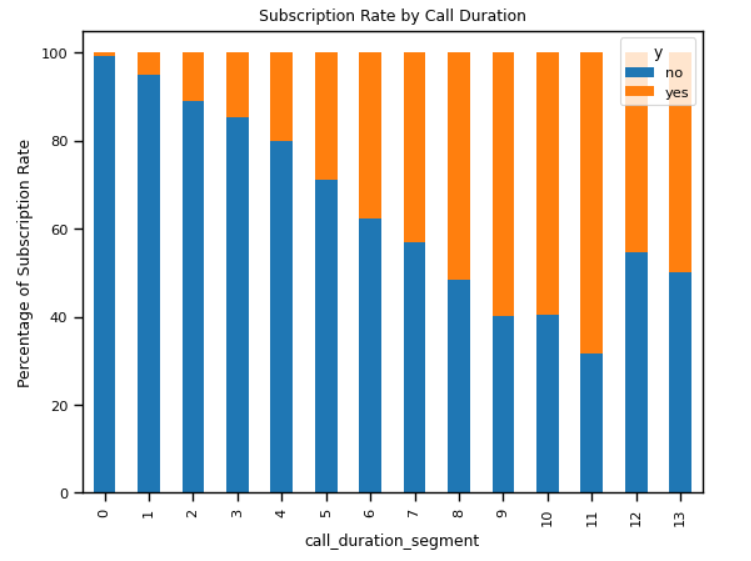 Subscription Rate by Call Duration
Percentage of Subscription Rate
100
80
60
40
20
0
y
no
yes
0 1 2 3 4 5 6 7 8 9 10 11 12 13
call_duration_segment